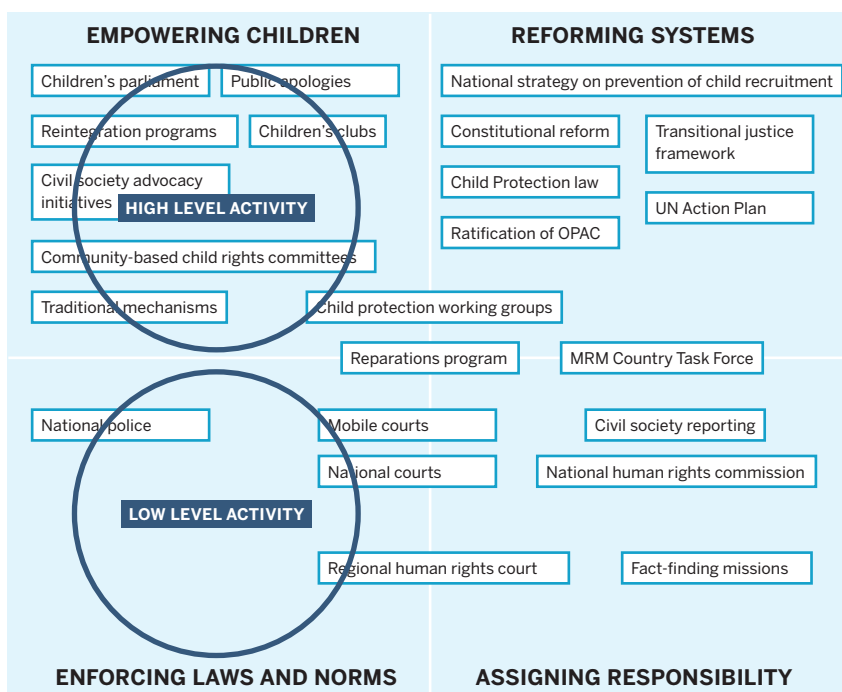 EMPOWERING CHILDREN
REFORMING SYSTEMS
Children's parliament
Public apologies
National strategy on prevention of child recruitment
Reintegration programs
Children's clubs
Constitutional reform
Transitional justice
framework
Civil society advocacy
initiatives
HIGH LEVEL ACTIVITY
Child Protection law
UN Action Plan
Ratification of OPAC
Community-based child rights committees
Traditional mechanisms
Child protection working groups
Reparations program
MRM Country Task Force
National police
Mobile courts
Civil society reporting
National courts
National human rights commission
LOW LEVEL ACTIVITY
Regional human rights court
Fact-finding missions
ENFORCING LAWS AND NORMS
ASSIGNING RESPONSIBILITY